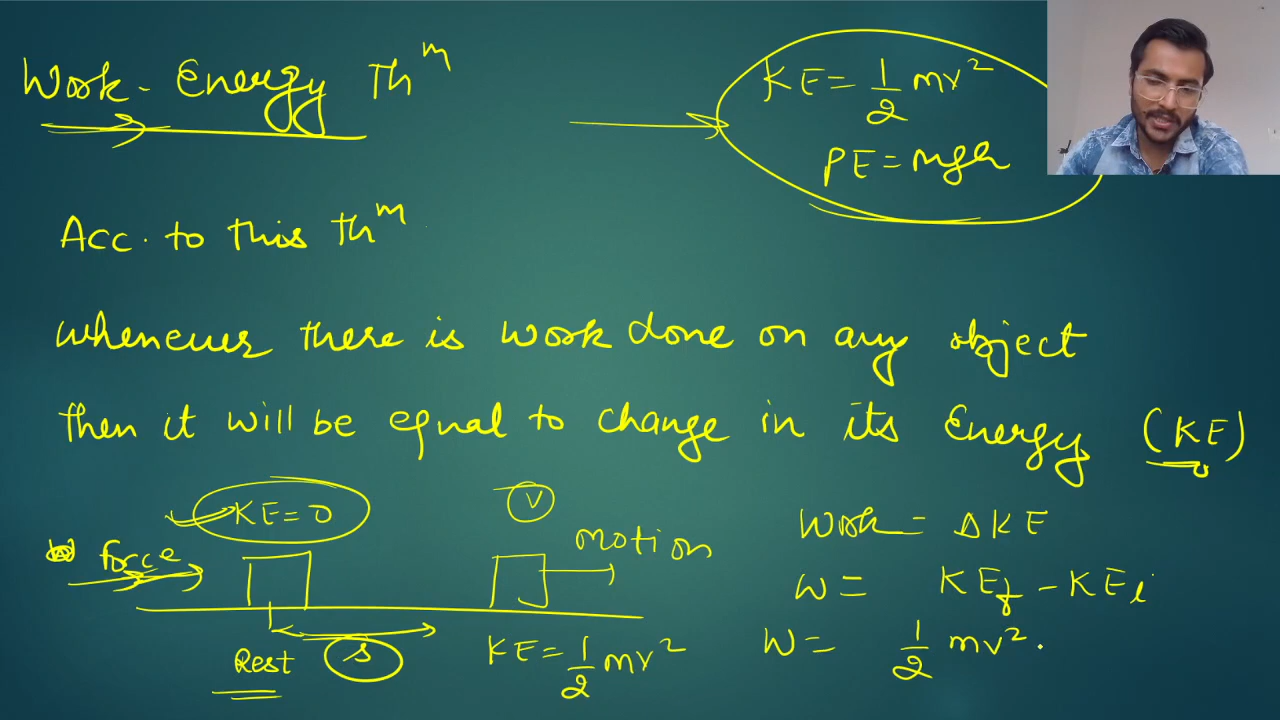 Work-Energy Thᵐ
KE = 1/2 mv²
PE = mgh
Acc. to this thᵐ
whenever there is work done on any object
then it will be equal to change in its Energy (KE)
KE = 0
v
Force
motion
Rest
s
KE = 1/2 mv²
Work = Δ KE
W = KEf - KEi
W = 1/2 mv².